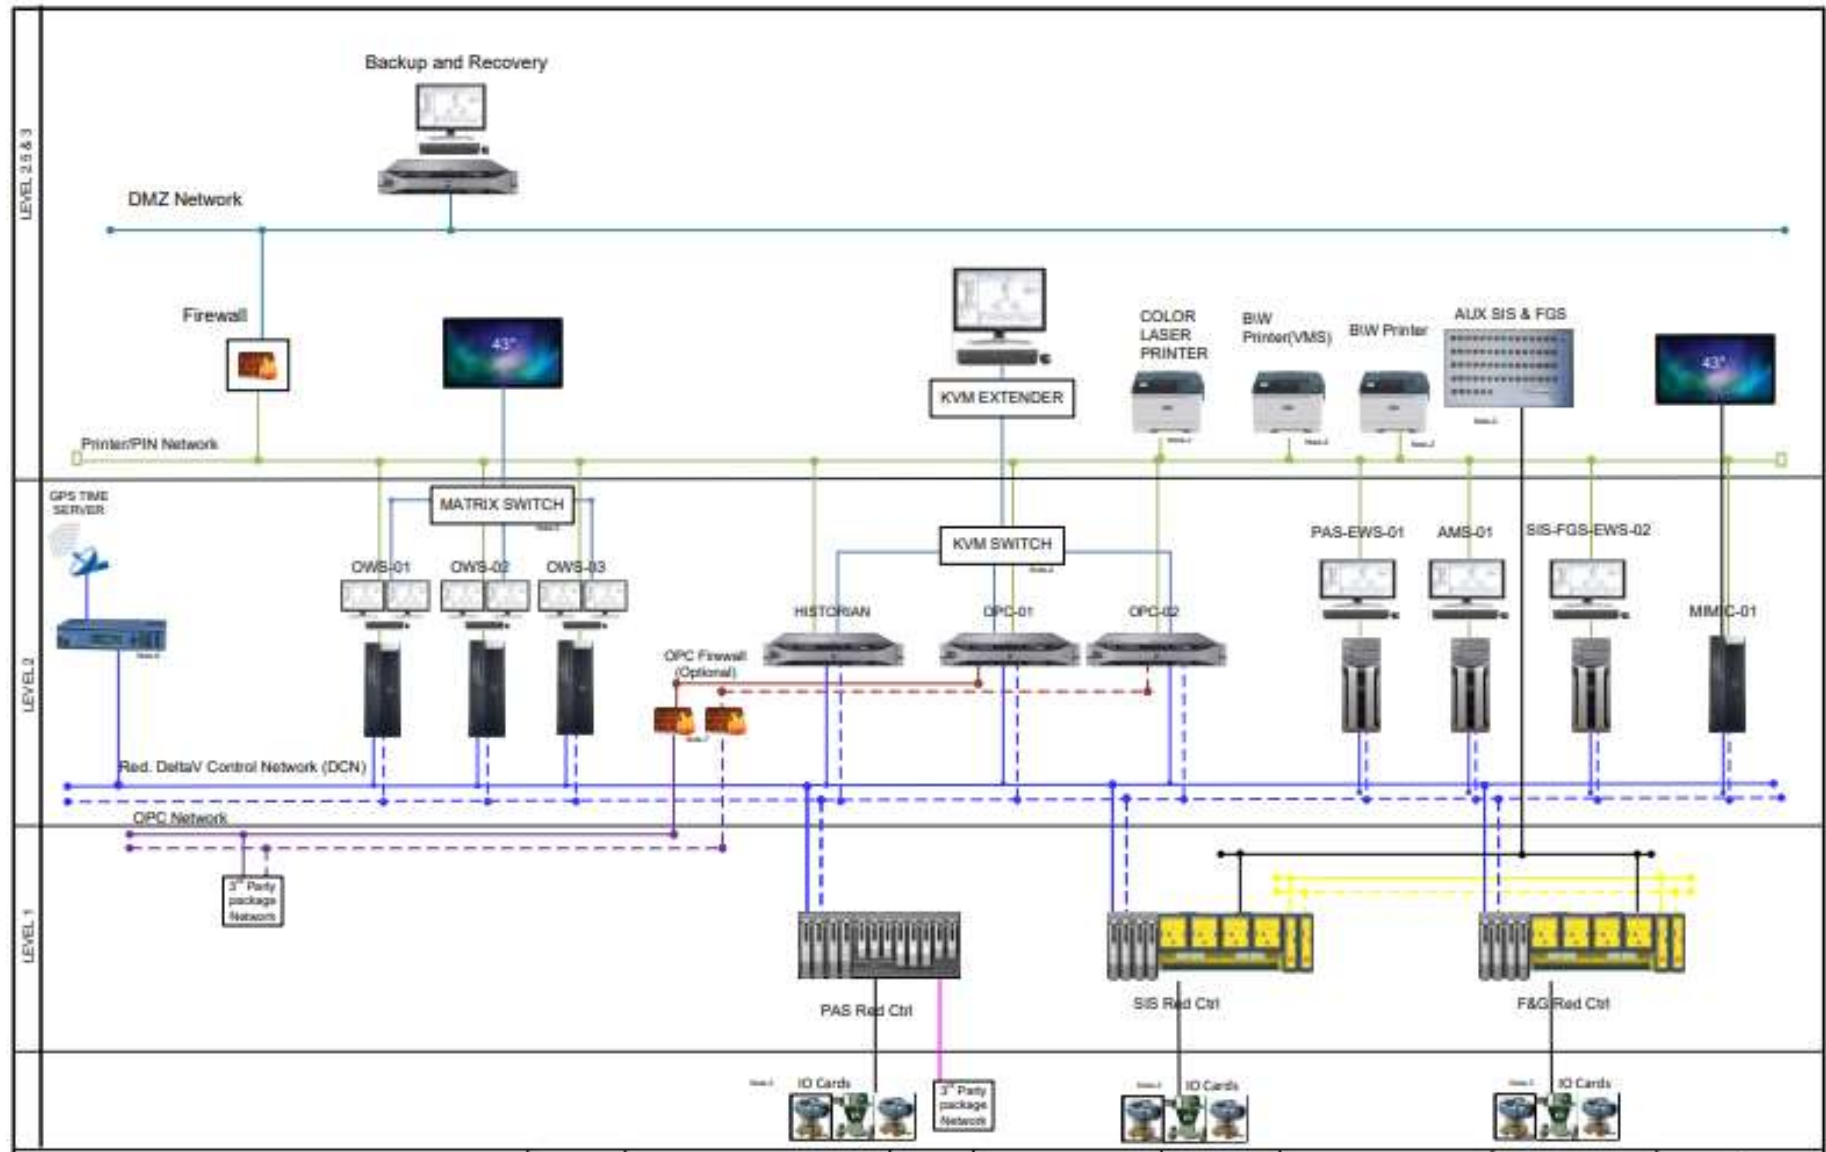 Backup and Recovery
LEVEL 2.5 & 3
DMZ Network
Firewall
43"
KVM EXTENDER
COLOR
LASER
PRINTER
B\W
Printer(VMS)
B\W Printer
AUX SIS & FGS
43"
Printer/PIN Network
GPS TIME
SERVER
MATRIX SWITCH
KVM SWITCH
PAS-EWS-01
AMS-01
SIS-FGS-EWS-02
OWS-01
OWS-02
OWS-03
HISTORIAN
OPC-01
OPC-02
MIMIC-01
LEVEL 2
OPC Firewall
(Optional)
Red. DeltaV Control Network (DCN)
OPC Network
3rd Party
package
Network
LEVEL 1
PAS Red Ctrl
SIS Red Ctrl
F&G Red Ctrl
IO Cards
3rd Party
package
Network
IO Cards
IO Cards